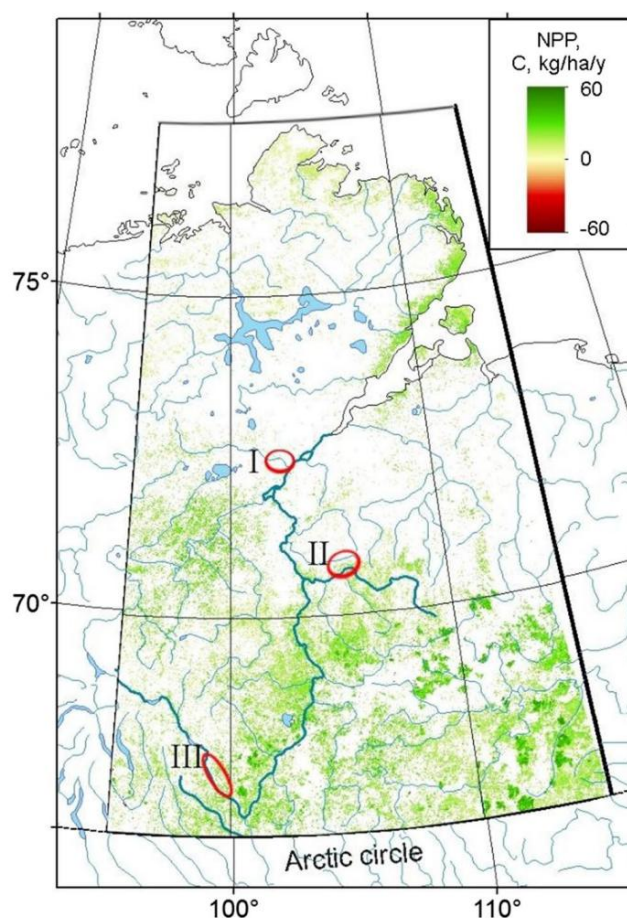 NPP,
C, kg/ha/y
60
0
-60
75°
I
II
70°
III
Arctic circle
100°
110°